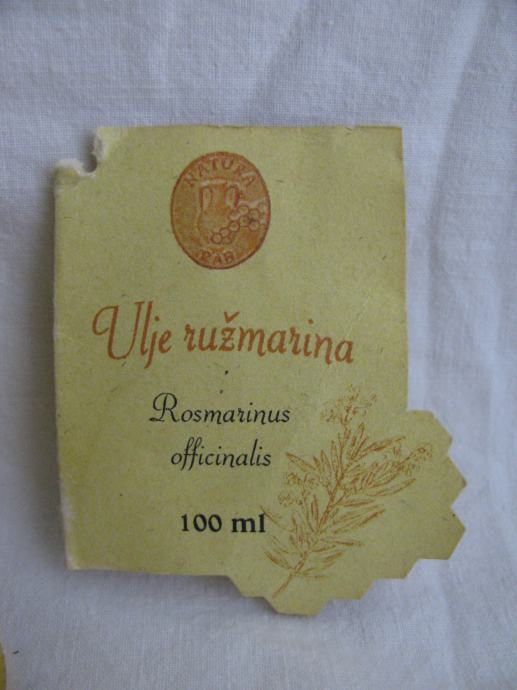 NATURA
RAB
Ulje ružmarina
Rosmarinus
officinalis
100 ml